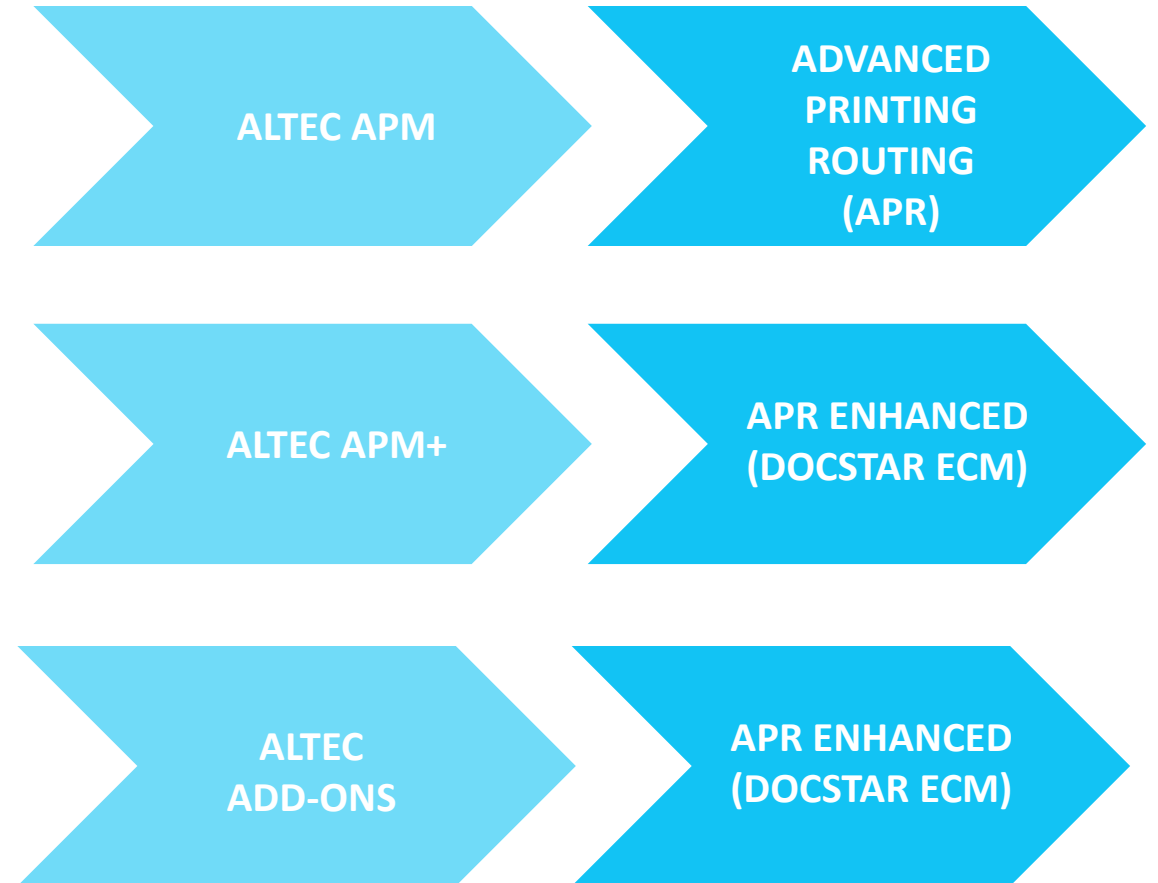 ALTEC APM
ADVANCED
PRINTING
ROUTING
(APR)
ALTEC APM+
APR ENHANCED
(DOCSTAR ECM)
ALTEC
ADD-ONS
APR ENHANCED
(DOCSTAR ECM)